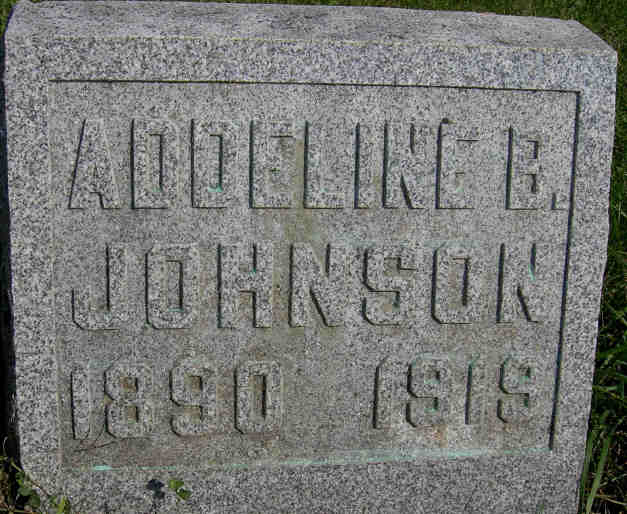 ADDELINE B.
JOHNSON
1890 1919